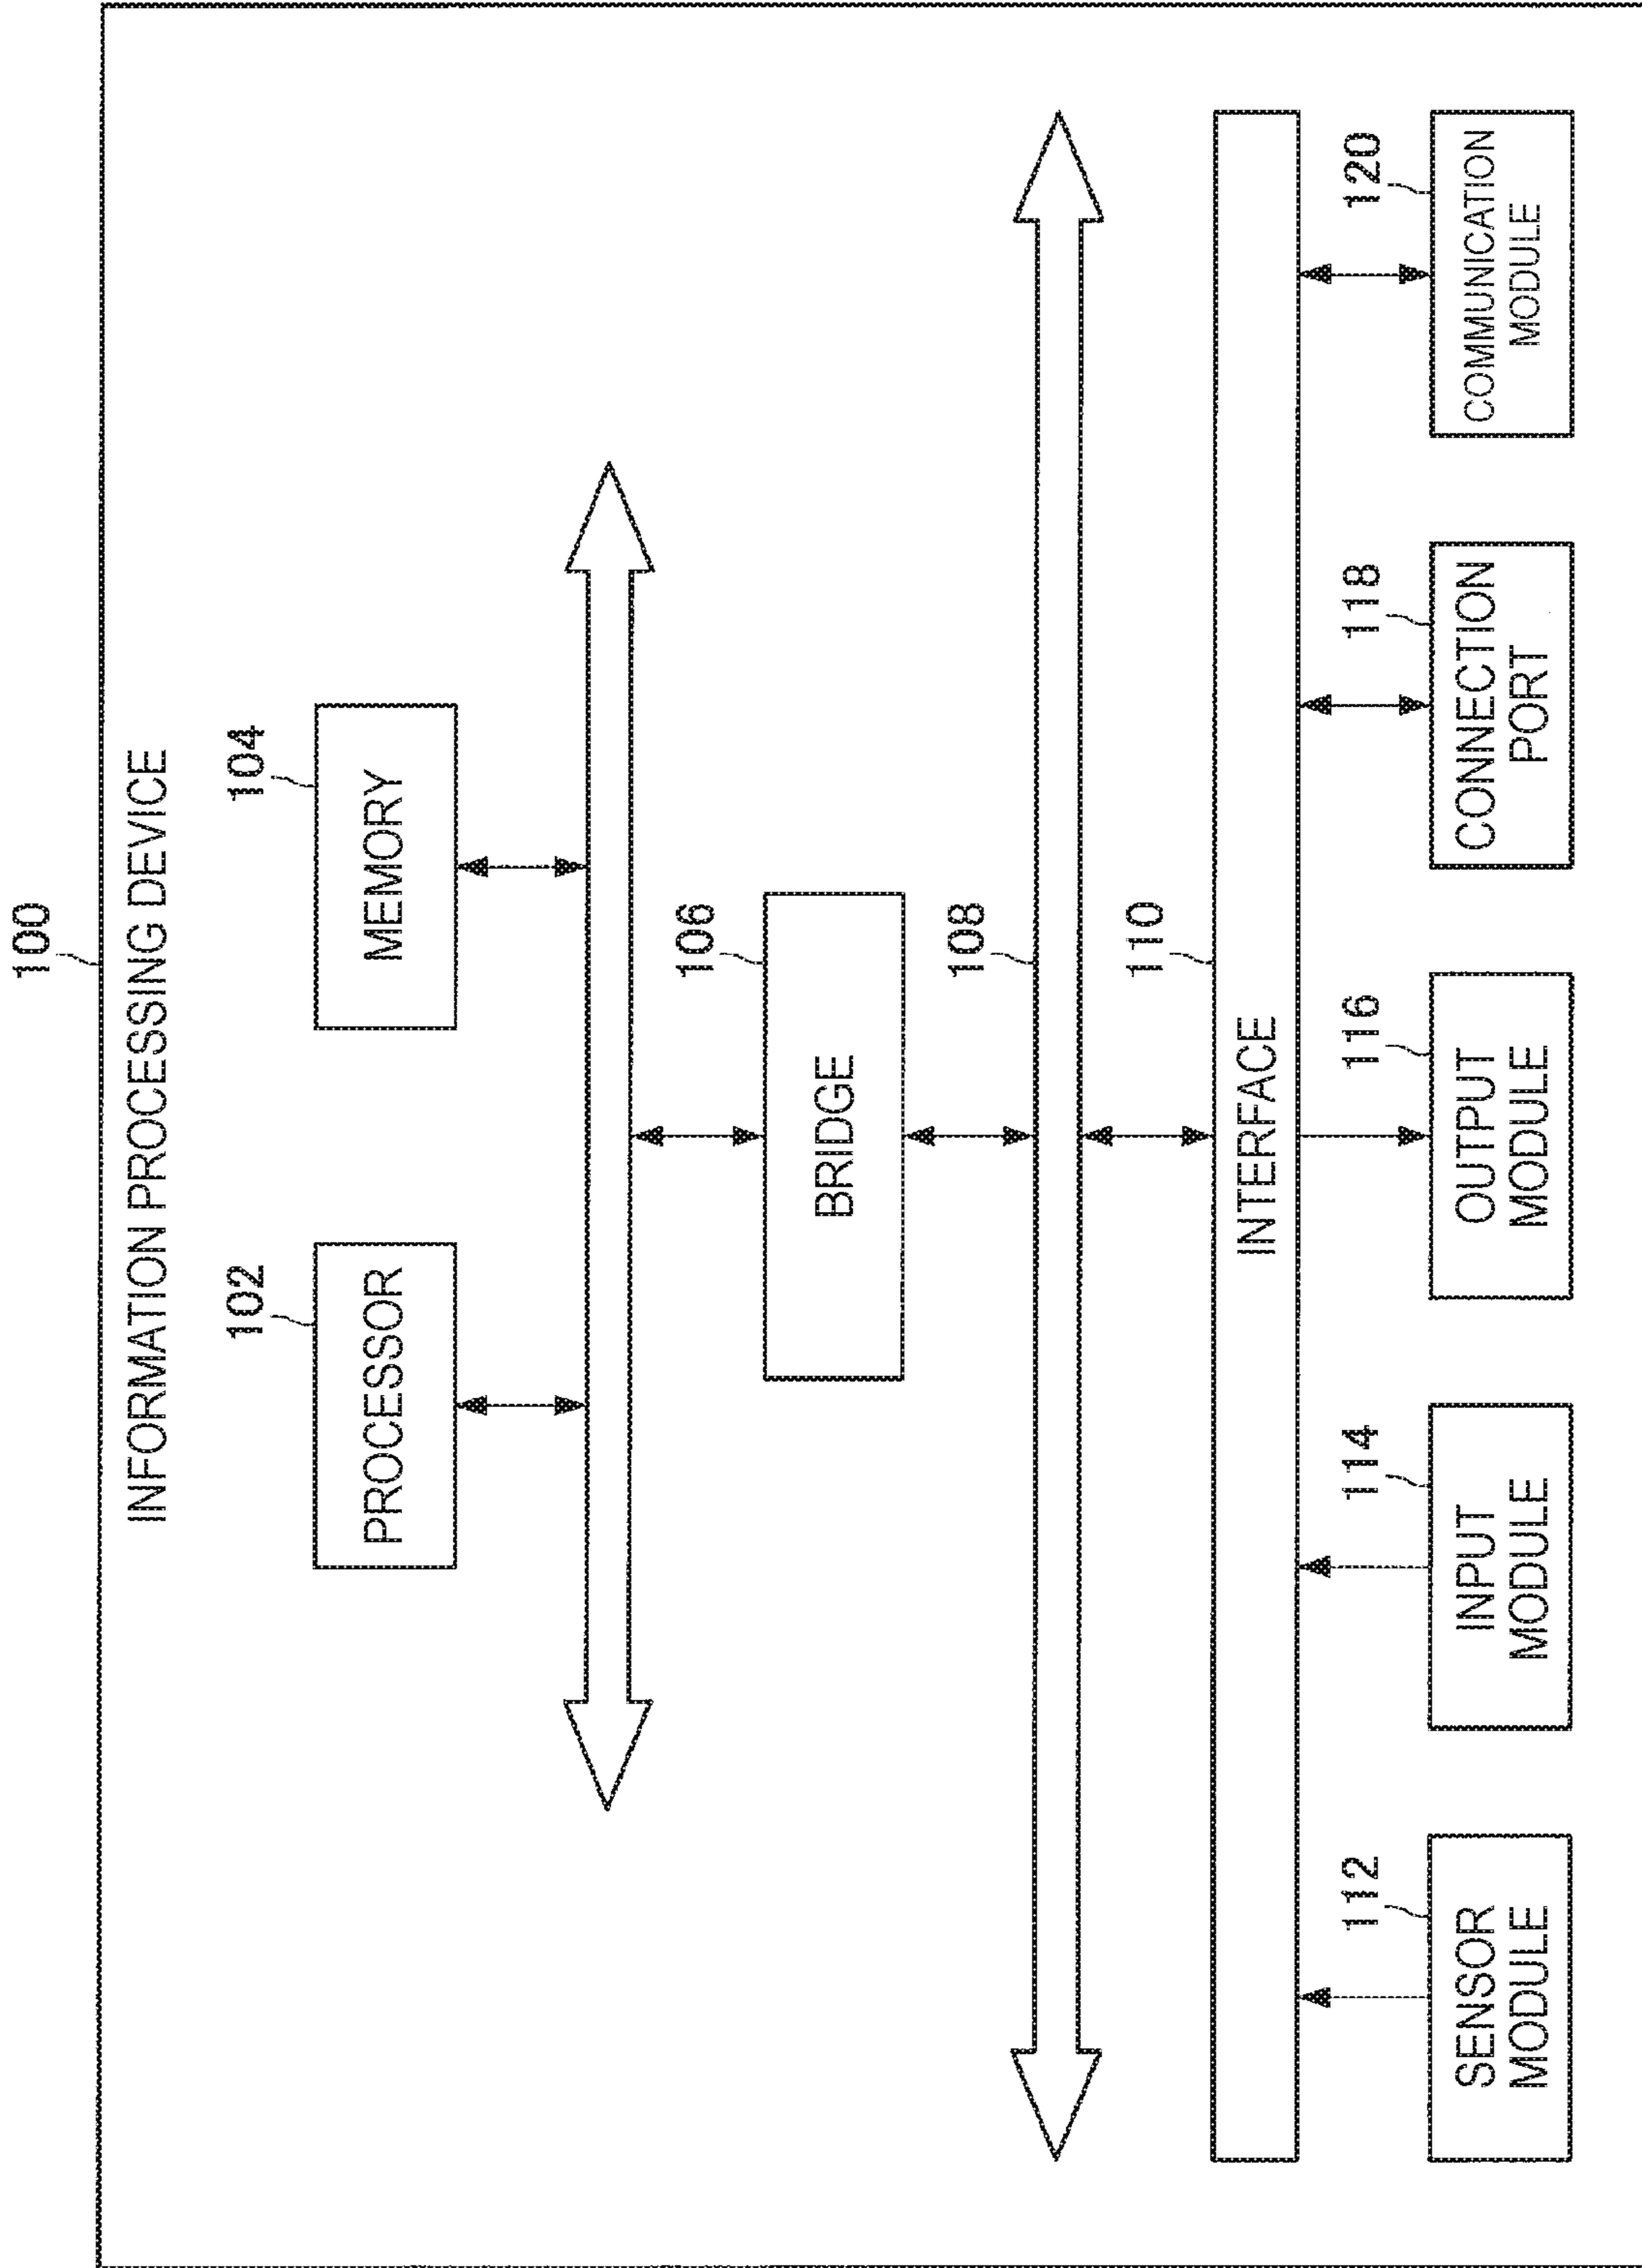 100
INFORMATION PROCESSING DEVICE
102
PROCESSOR
104
MEMORY
106
BRIDGE
108
110
INTERFACE
112
SENSOR
MODULE
114
INPUT
MODULE
116
OUTPUT
MODULE
118
CONNECTION
PORT
120
COMMUNICATION
MODULE